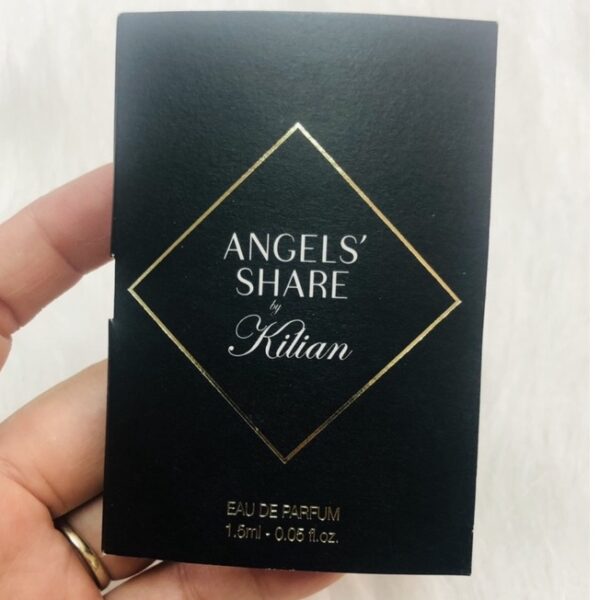 ANGELS’
SHARE
by
Kilian
EAU DE PARFUM
1.5ml - 0.05 fl.oz.